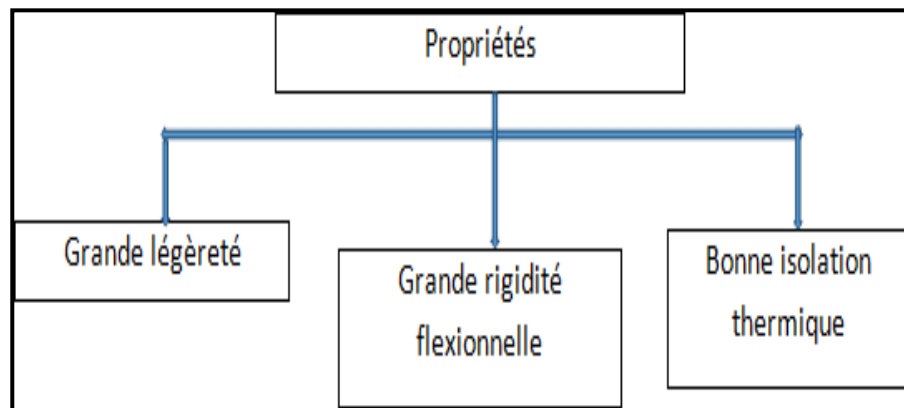 Propriétés
Grande légèreté
Grande rigidité
flexionnelle
Bonne isolation
thermique